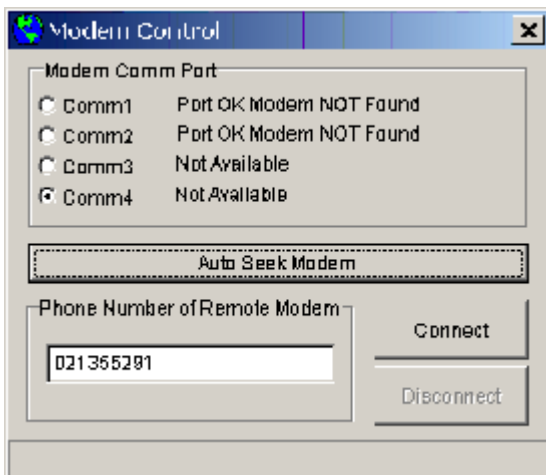 Modem Control
Modem Comm Port
Comm1 Port OK Modem NOT Found
Comm2 Port OK Modem NOT Found
Comm3 Not Available
Comm4 Not Available
Auto Seek Modem
Phone Number of Remote Modem
021355291
Connect
Disconnect